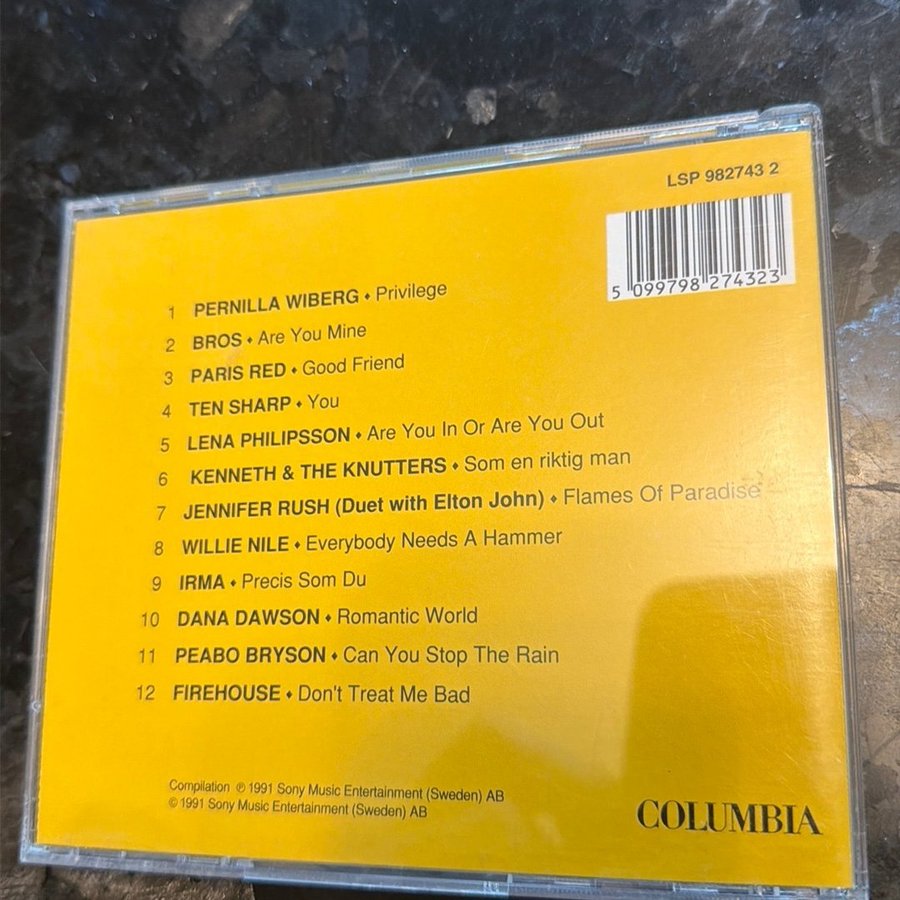 LSP 982743 2
5 099798 274323
1 PERNILLA WIBERG ♦ Privilege
2 BROS ♦ Are You Mine
3 PARIS RED ♦ Good Friend
4 TEN SHARP ♦ You
5 LENA PHILIPSSON ♦ Are You In Or Are You Out
6 KENNETH & THE KNUTTERS ♦ Som en riktig man
7 JENNIFER RUSH (Duet with Elton John) ♦ Flames Of Paradise
8 WILLIE NILE ♦ Everybody Needs A Hammer
9 IRMA ♦ Precis Som Du
10 DANA DAWSON ♦ Romantic World
11 PEABO BRYSON ♦ Can You Stop The Rain
12 FIREHOUSE ♦ Don't Treat Me Bad
Compilation ℗ 1991 Sony Music Entertainment (Sweden) AB
© 1991 Sony Music Entertainment (Sweden) AB
COLUMBIA